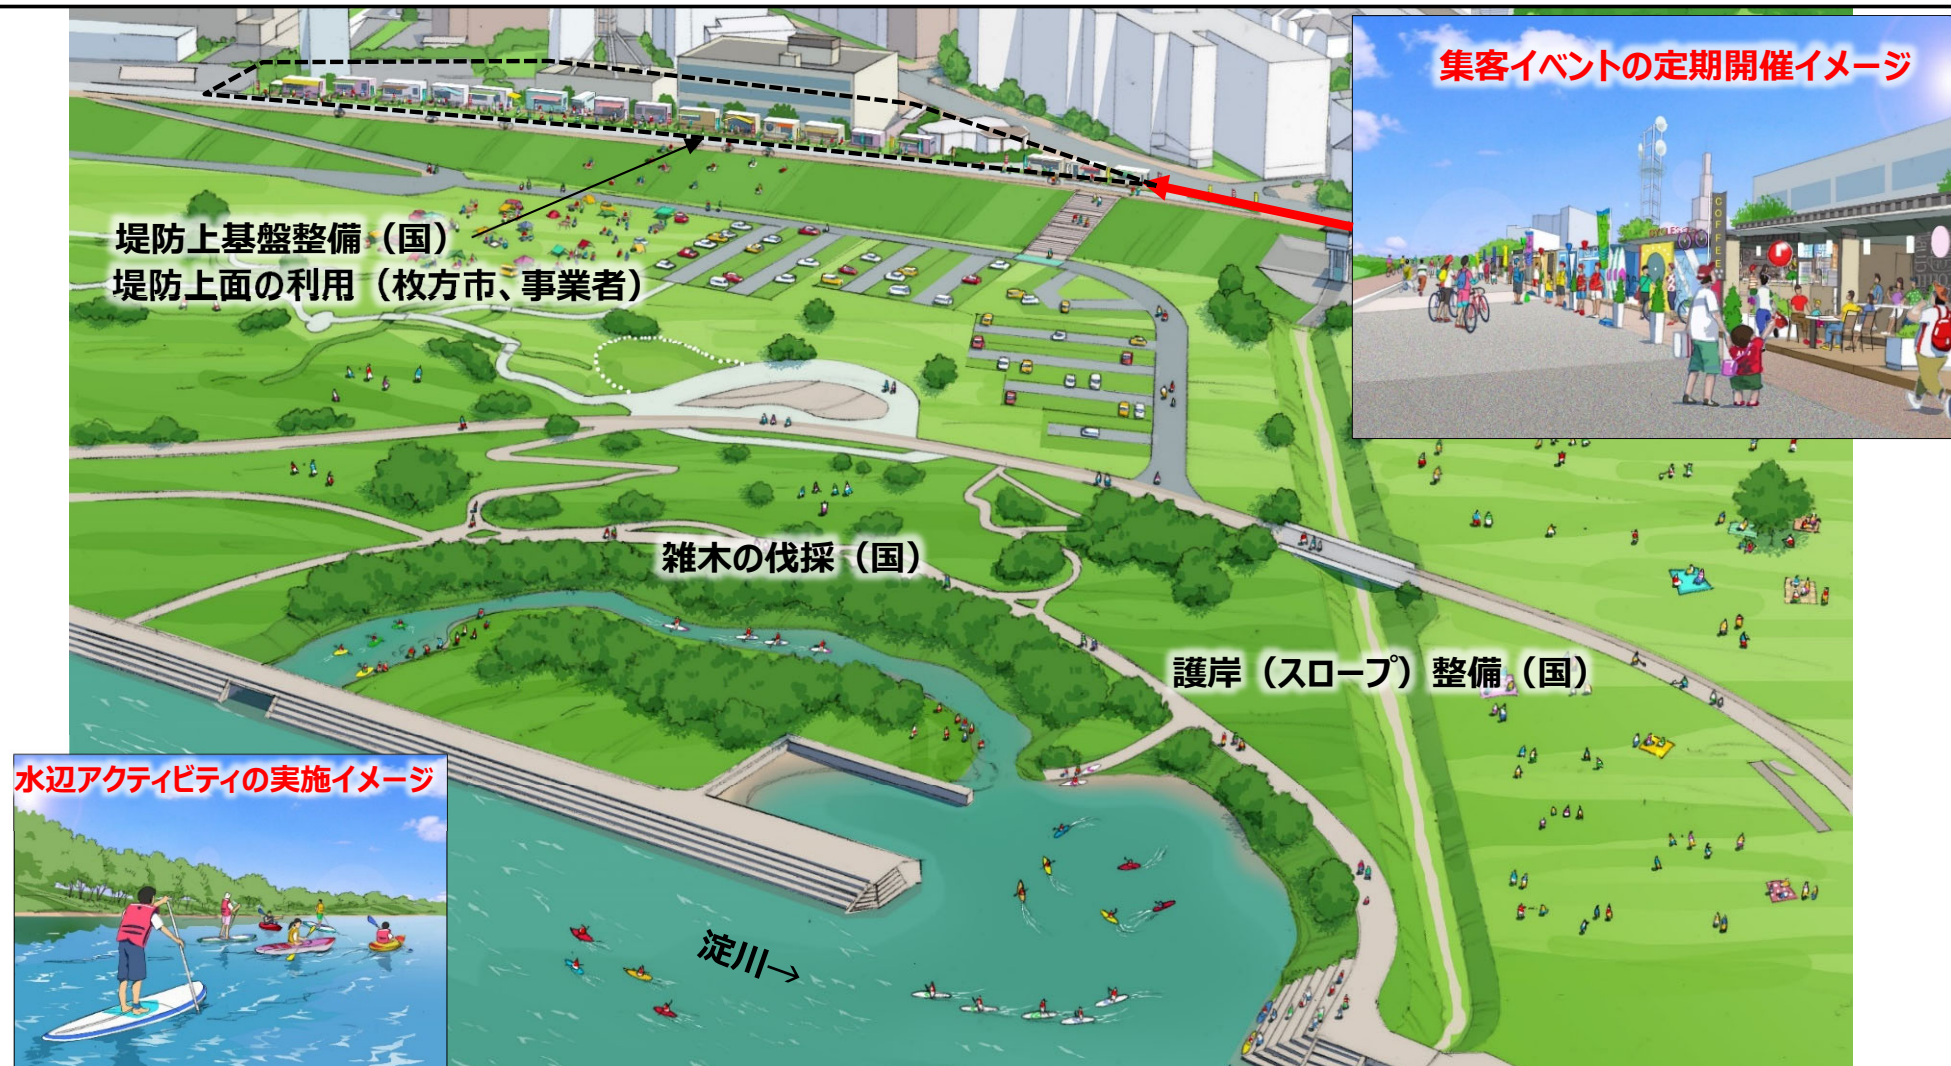 集客イベントの定期開催イメージ
COFFEE
堤防上基盤整備（国）
堤防上面の利用（枚方市、事業者）
雑木の伐採（国）
護岸（スロープ）整備（国）
水辺アクティビティの実施イメージ
淀川→